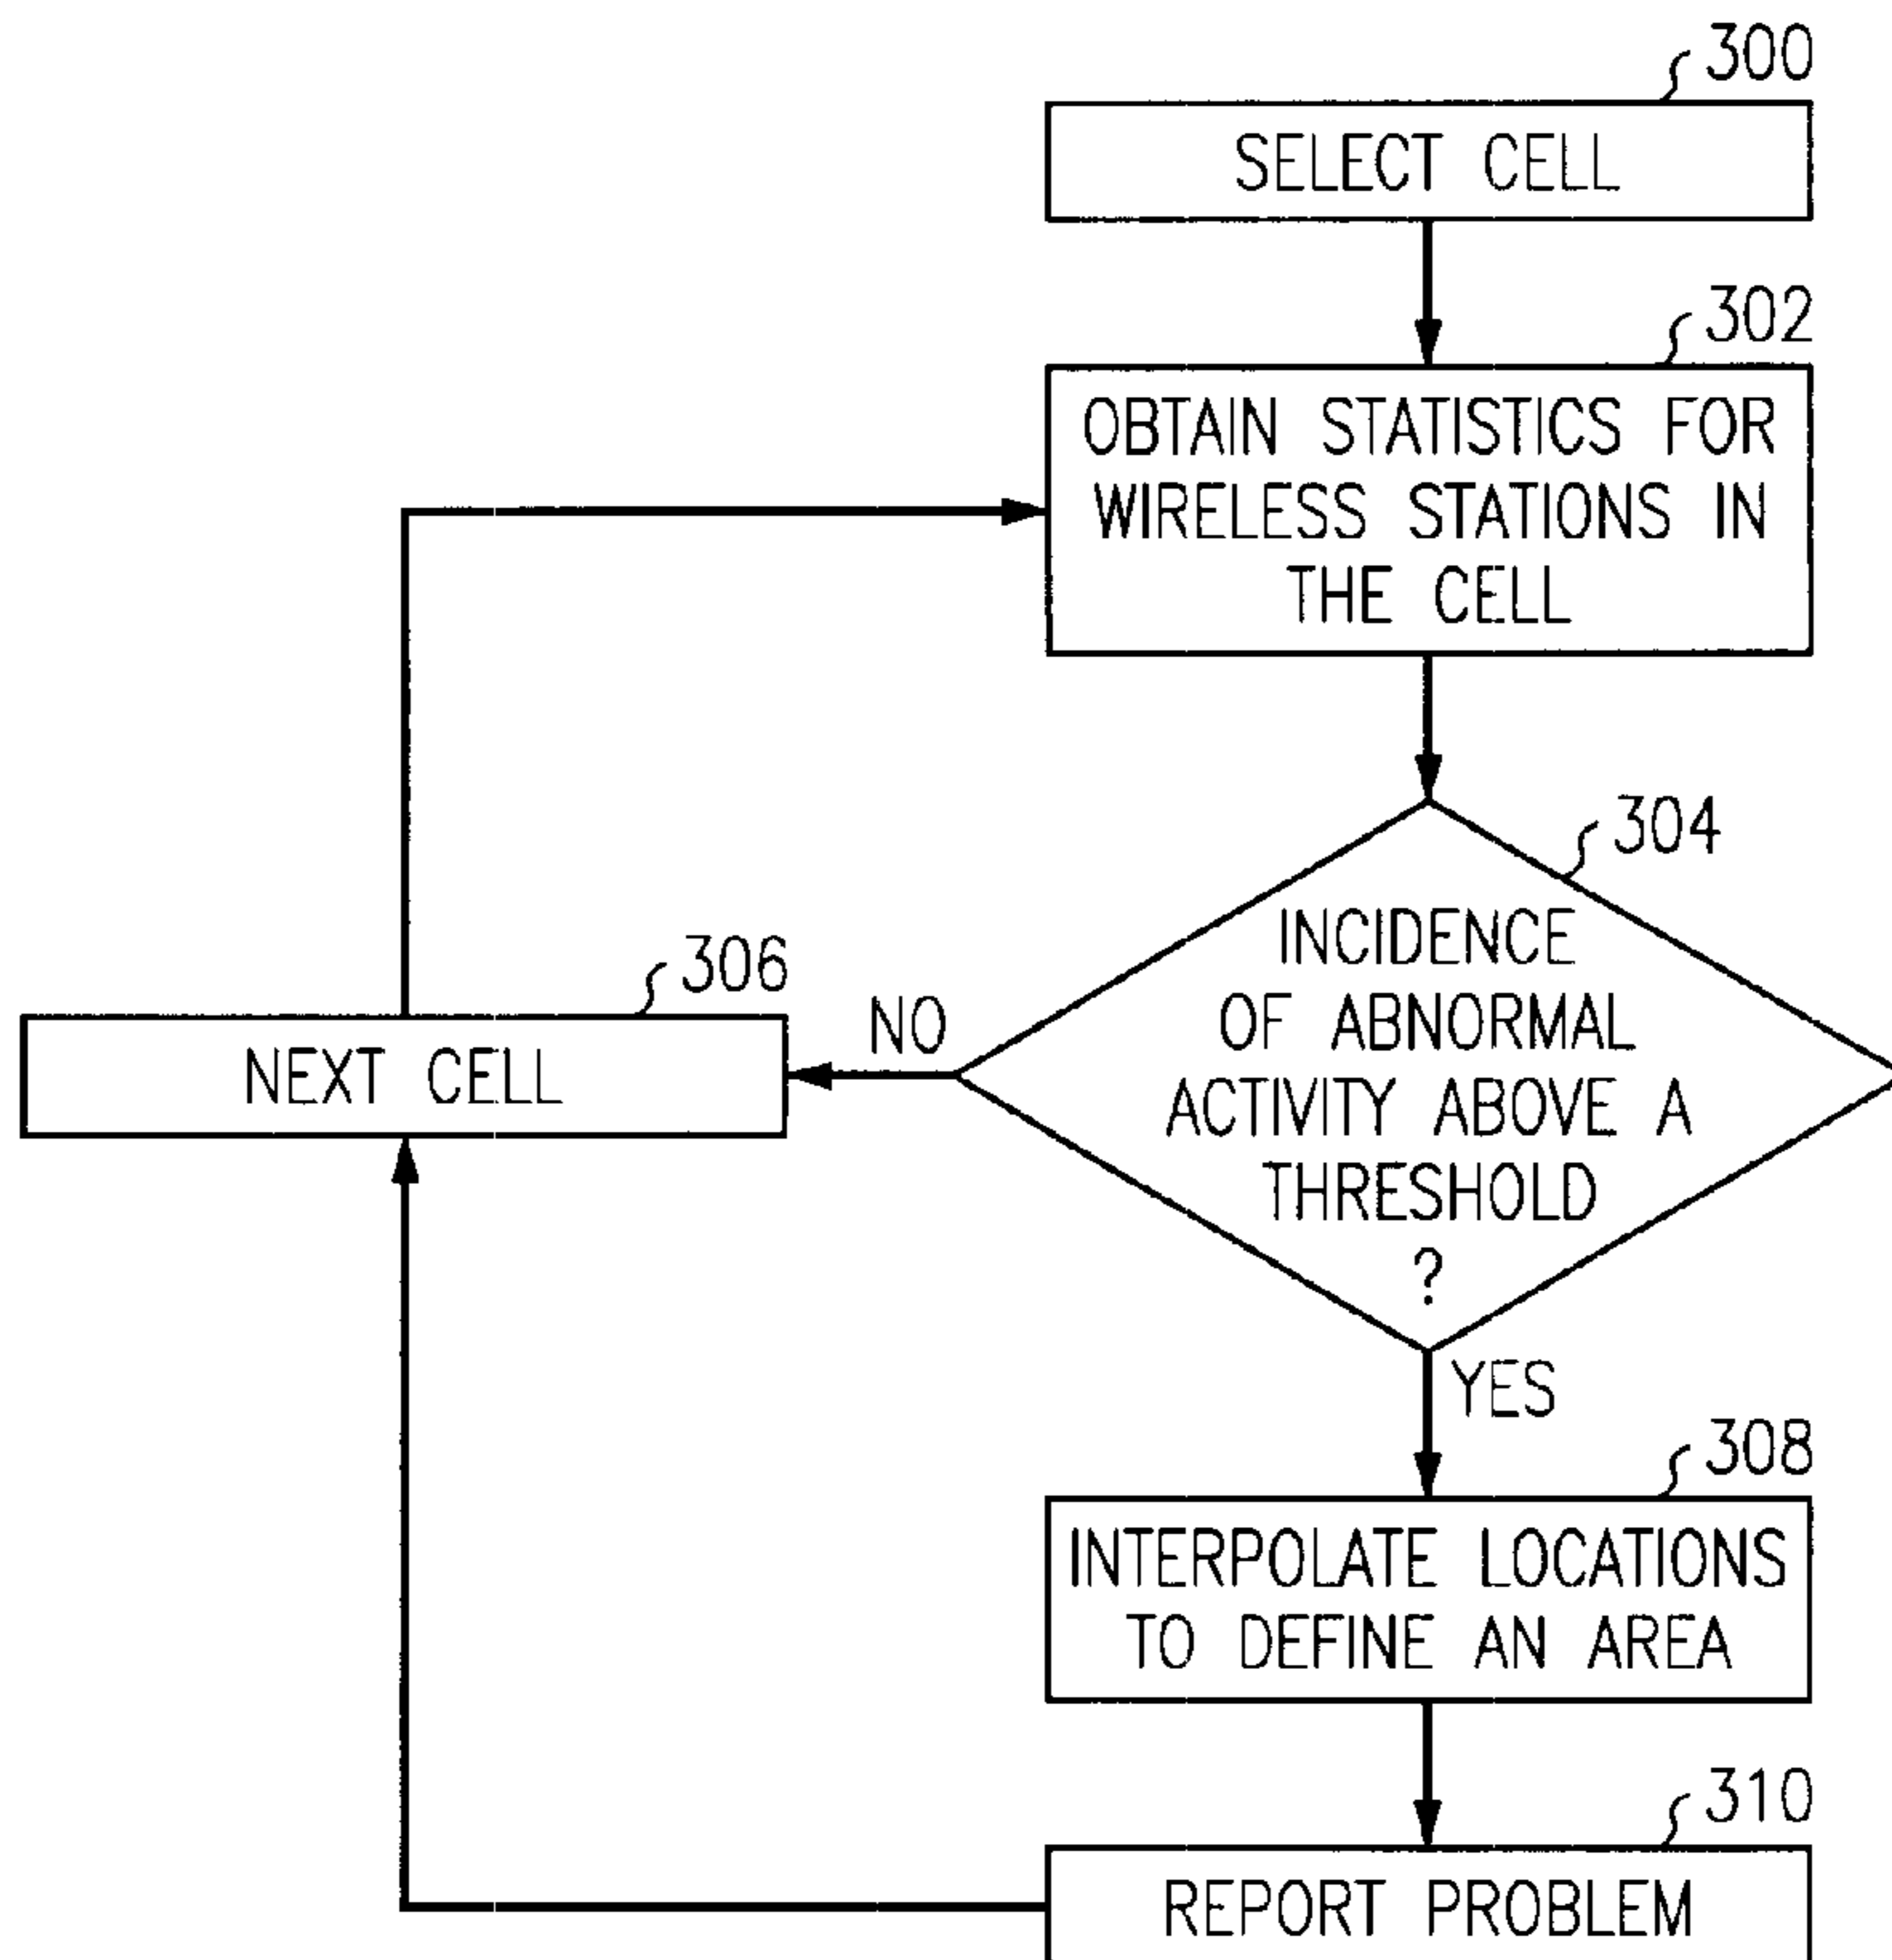 300
SELECT CELL
302
OBTAIN STATISTICS FOR
WIRELESS STATIONS IN
THE CELL
304
INCIDENCE
OF ABNORMAL
ACTIVITY ABOVE A
THRESHOLD
?
NO
306
NEXT CELL
YES
308
INTERPOLATE LOCATIONS
TO DEFINE AN AREA
310
REPORT PROBLEM